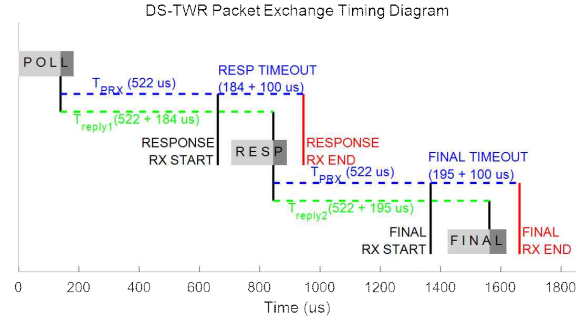 DS-TWR Packet Exchange Timing Diagram
POLL
T_PRX (522 us)
RESP TIMEOUT
(184 + 100 us)
T_reply1(522 + 184 us)
RESPONSE
RX START
RESP
RESPONSE
RX END
T_PRX (522 us)
FINAL TIMEOUT
(195 + 100 us)
T_reply2(522 + 195 us)
FINAL
RX START
FINAL
FINAL
RX END
0 200 400 600 800 1000 1200 1400 1600 1800
Time (us)